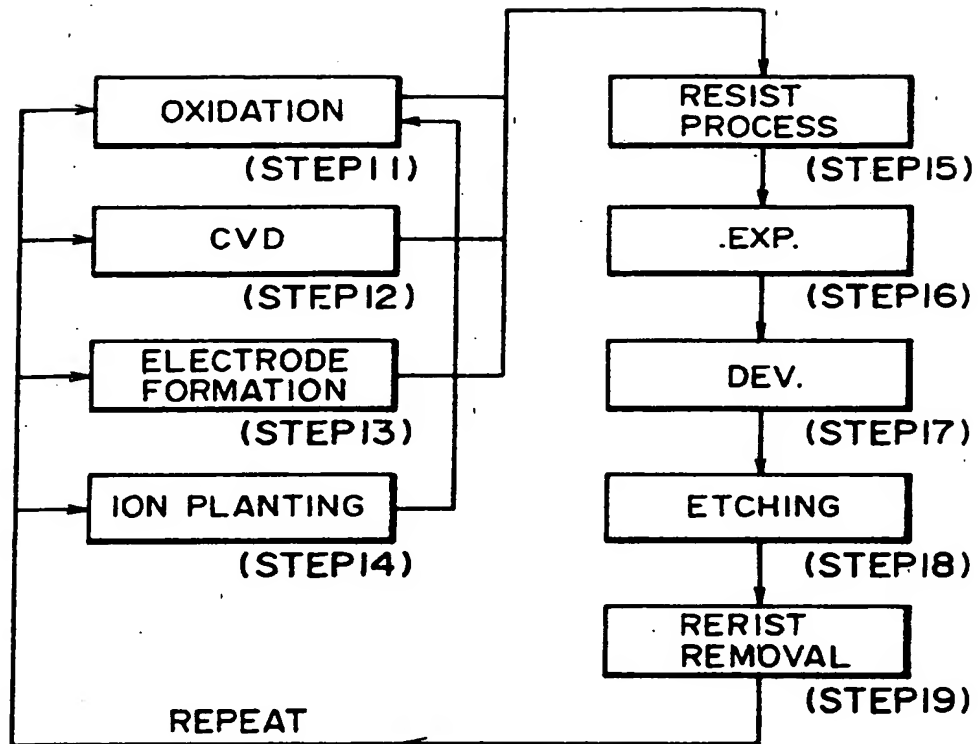 OXIDATION
(STEP11)
CVD
(STEP12)
ELECTRODE
FORMATION
(STEP13)
ION PLANTING
(STEP14)
RESIST
PROCESS
(STEP15)
.EXP.
(STEP16)
DEV.
(STEP17)
ETCHING
(STEP18)
RERIST
REMOVAL
(STEP19)
REPEAT